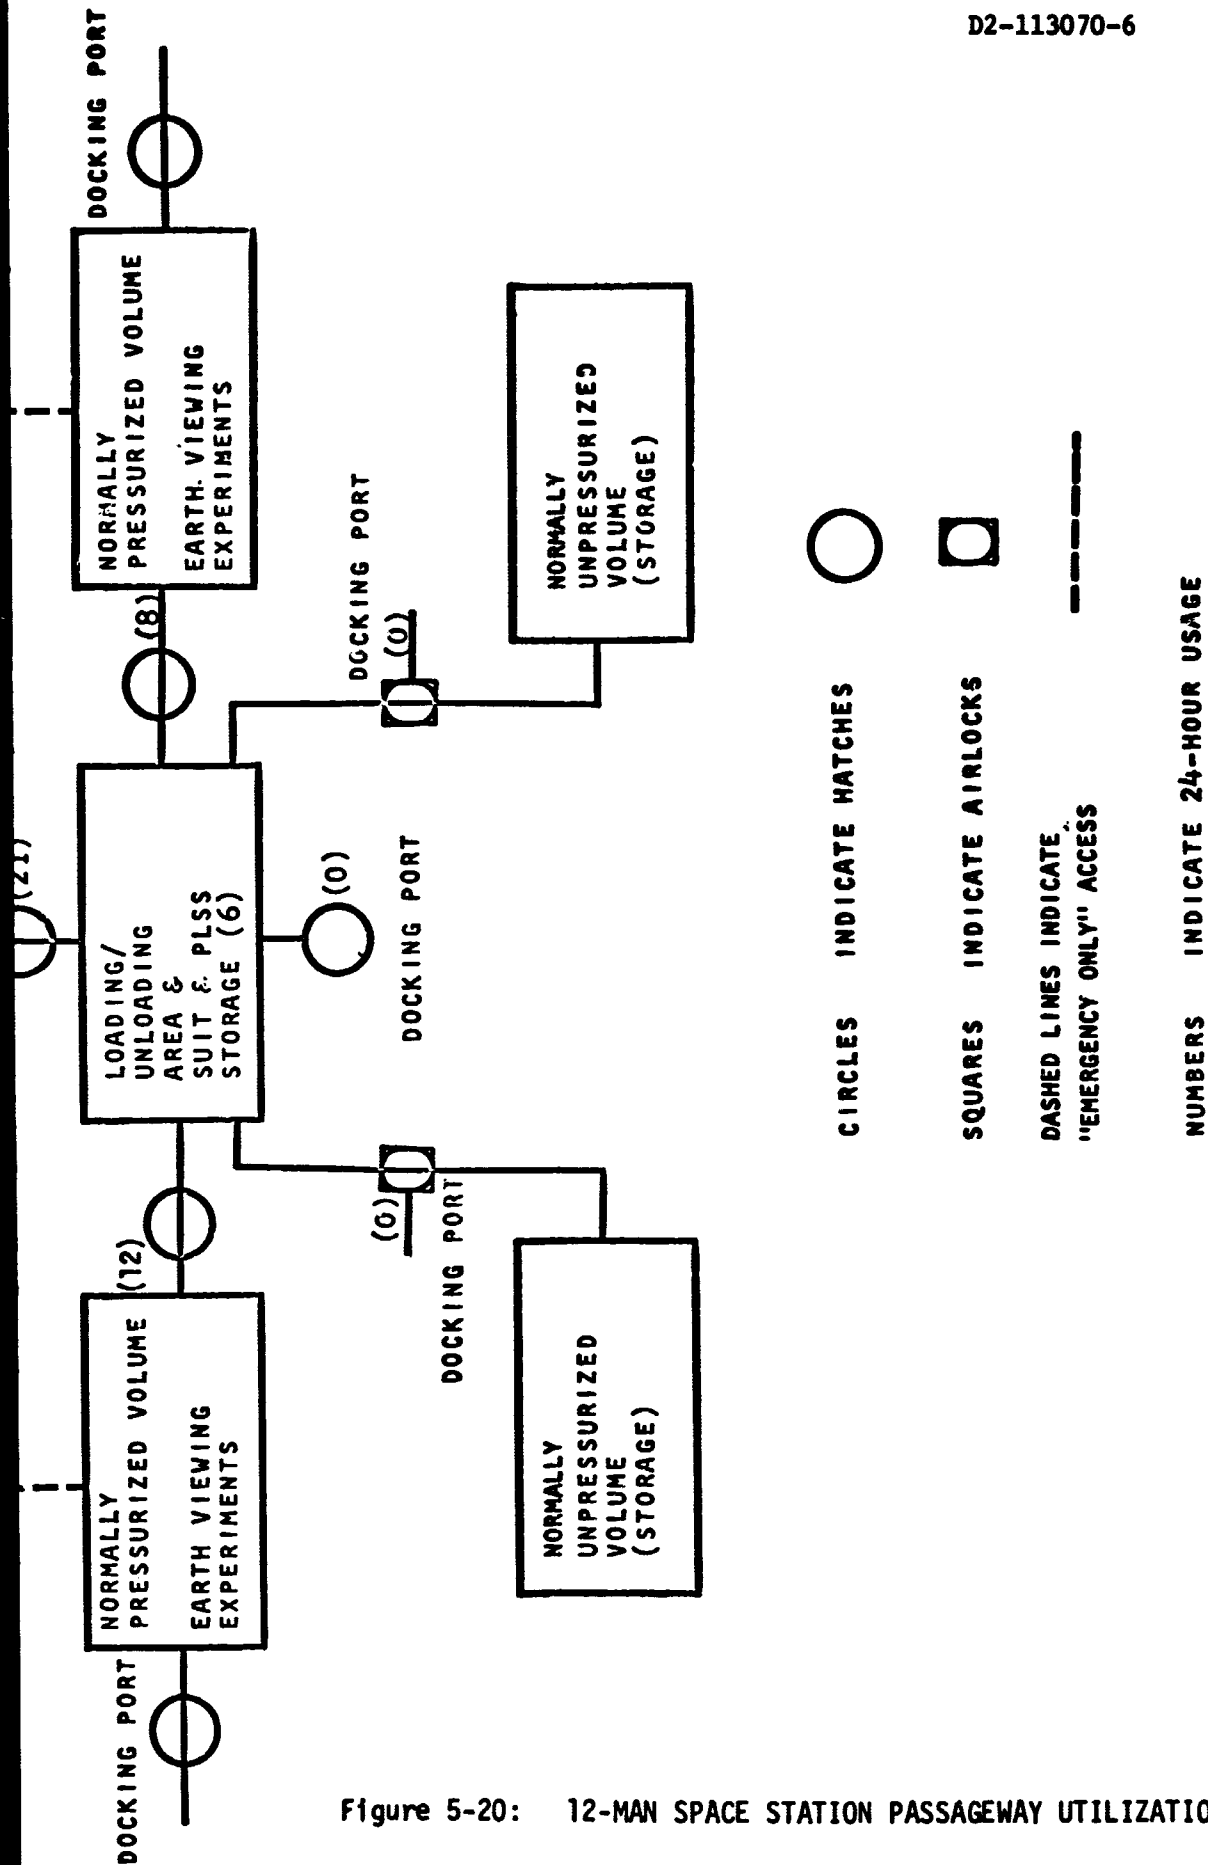 D2-113070-6
DOCKING PORT
NORMALLY
PRESSURIZED VOLUME
EARTH VIEWING
EXPERIMENTS
(12)
LOADING/
UNLOADING
AREA &
SUIT & PLSS
STORAGE (6)
(21)
(8)
NORMALLY
PRESSURIZED VOLUME
EARTH VIEWING
EXPERIMENTS
DOCKING PORT
(0)
DOCKING PORT
(0)
DOCKING PORT
(0)
DOCKING PORT
NORMALLY
UNPRESSURIZED
VOLUME
(STORAGE)
NORMALLY
UNPRESSURIZED
VOLUME
(STORAGE)
CIRCLES INDICATE HATCHES
SQUARES INDICATE AIRLOCKS
DASHED LINES INDICATE
"EMERGENCY ONLY" ACCESS
NUMBERS INDICATE 24-HOUR USAGE
Figure 5-20: 12-MAN SPACE STATION PASSAGEWAY UTILIZATIO